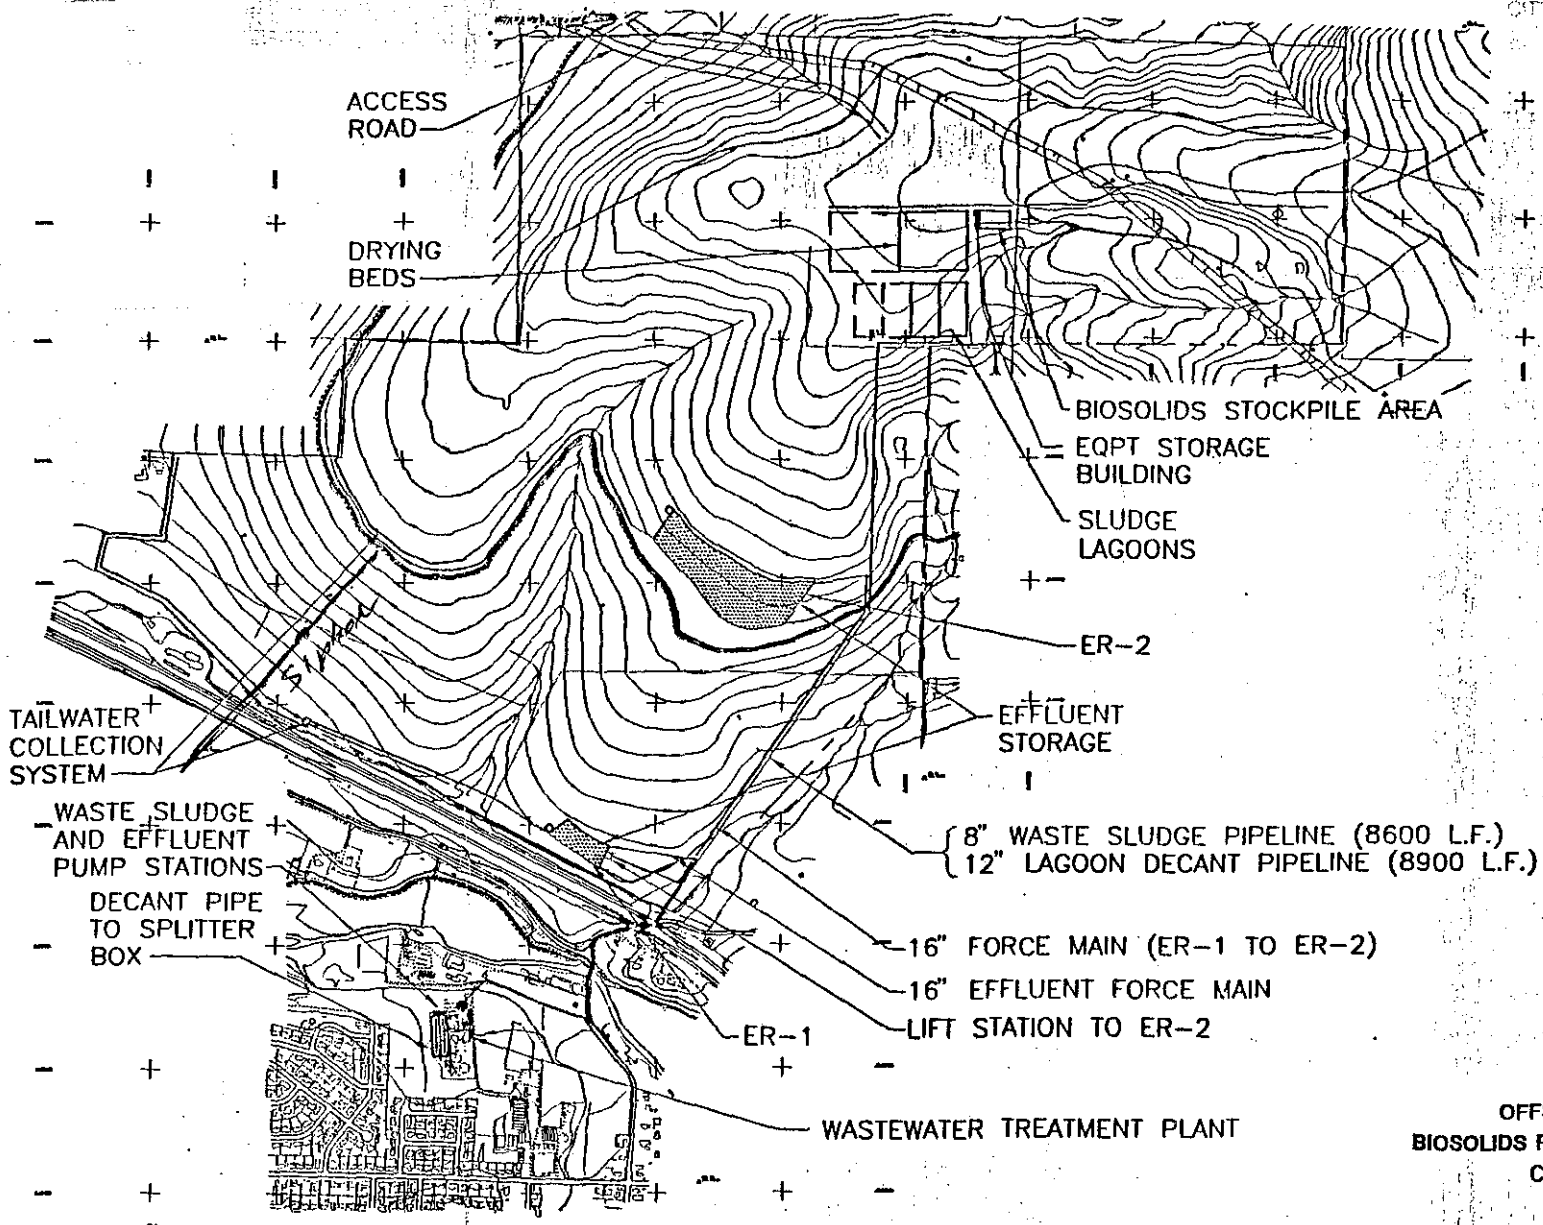 ACCESS
ROAD
DRYING
BEDS
BIOSOLIDS STOCKPILE AREA
EQPT STORAGE
BUILDING
SLUDGE
LAGOONS
Siphon
ER-2
TAILWATER
COLLECTION
SYSTEM
EFFLUENT
STORAGE
WASTE SLUDGE
AND EFFLUENT
PUMP STATIONS
8" WASTE SLUDGE PIPELINE (8600 L.F.)
12" LAGOON DECANT PIPELINE (8900 L.F.)
DECANT PIPE
TO SPLITTER
BOX
16" FORCE MAIN (ER-1 TO ER-2)
16" EFFLUENT FORCE MAIN
LIFT STATION TO ER-2
ER-1
WASTEWATER TREATMENT PLANT
OFF
BIOSOLIDS
C